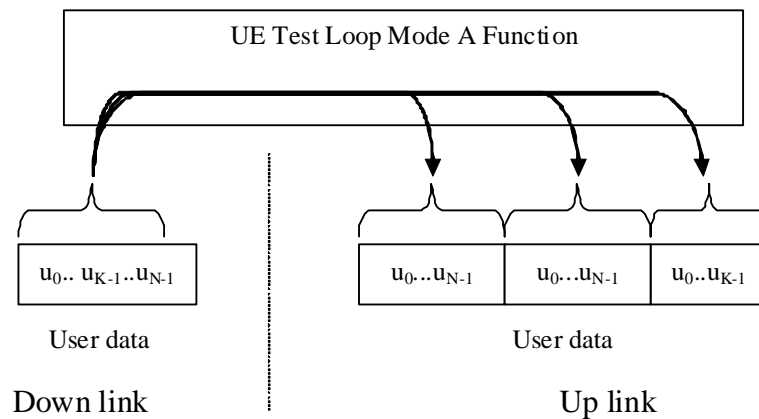 UE Test Loop Mode A Function
u0.. uK-1..uN-1
u0...uN-1
u0...uN-1
u0..uK-1
User data
User data
Down link
Up link